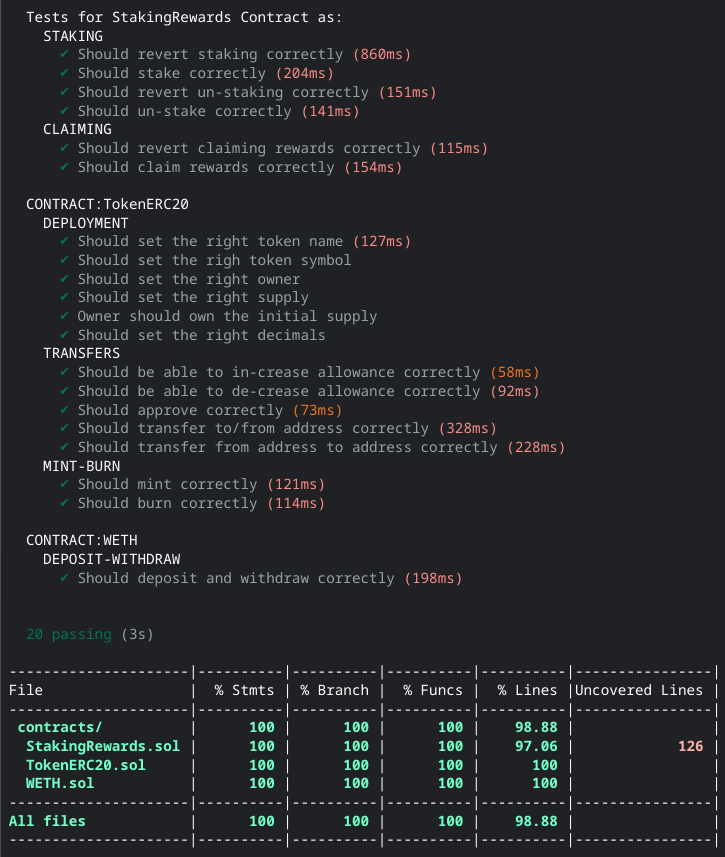 Tests for StakingRewards Contract as:
STAKING
✔ Should revert staking correctly (860ms)
✔ Should stake correctly (204ms)
✔ Should revert un-staking correctly (151ms)
✔ Should un-stake correctly (141ms)
CLAIMING
✔ Should revert claiming rewards correctly (115ms)
✔ Should claim rewards correctly (154ms)
CONTRACT:TokenERC20
DEPLOYMENT
✔ Should set the right token name (127ms)
✔ Should set the righ token symbol
✔ Should set the right owner
✔ Should set the right supply
✔ Owner should own the initial supply
✔ Should set the right decimals
TRANSFERS
✔ Should be able to in-crease allowance correctly (58ms)
✔ Should be able to de-crease allowance correctly (92ms)
✔ Should approve correctly (73ms)
✔ Should transfer to/from address correctly (328ms)
✔ Should transfer from address to address correctly (228ms)
MINT-BURN
✔ Should mint correctly (121ms)
✔ Should burn correctly (114ms)
CONTRACT:WETH
DEPOSIT-WITHDRAW
✔ Should deposit and withdraw correctly (198ms)
20 passing (3s)
---------------------|----------|----------|----------|----------|----------------|
File                 |  % Stmts | % Branch |  % Funcs |  % Lines |Uncovered Lines |
---------------------|----------|----------|----------|----------|----------------|
contracts/          |      100 |      100 |      100 |    98.88 |                |
StakingRewards.sol |      100 |      100 |      100 |    97.06 |            126 |
TokenERC20.sol     |      100 |      100 |      100 |      100 |                |
WETH.sol           |      100 |      100 |      100 |      100 |                |
---------------------|----------|----------|----------|----------|----------------|
All files            |      100 |      100 |      100 |    98.88 |                |
---------------------|----------|----------|----------|----------|----------------|